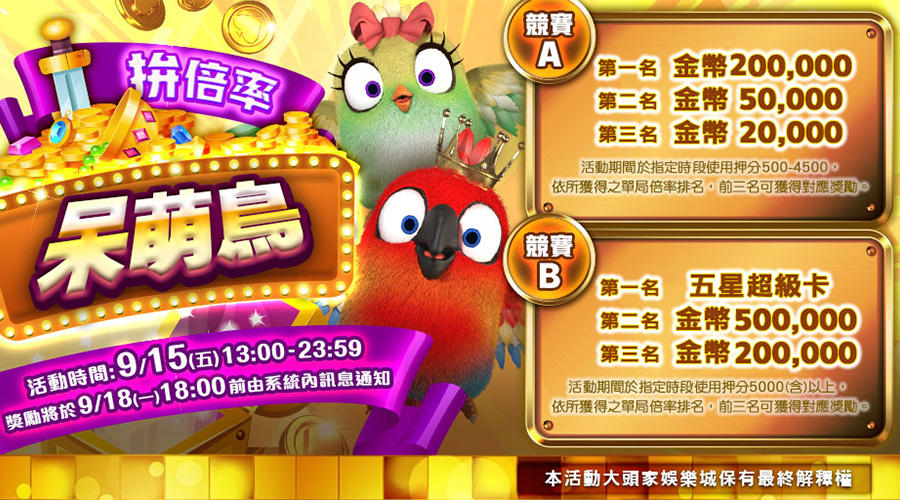 拚倍率
呆萌鳥
活動時間:9/15(五)13:00-23:59
獎勵將於9/18(一)18:00前由系統內訊息通知
競賽
A
第一名 金幣200,000
第二名 金幣 50,000
第三名 金幣 20,000
活動期間於指定時段使用押分500-4500，
依所獲得之單局倍率排名，前三名可獲得對應獎勵。
競賽
B
第一名 五星超級卡
第二名 金幣500,000
第三名 金幣200,000
活動期間於指定時段使用押分5000(含)以上，
依所獲得之單局倍率排名，前三名可獲得對應獎勵。
本活動大頭家娛樂城保有最終解釋權